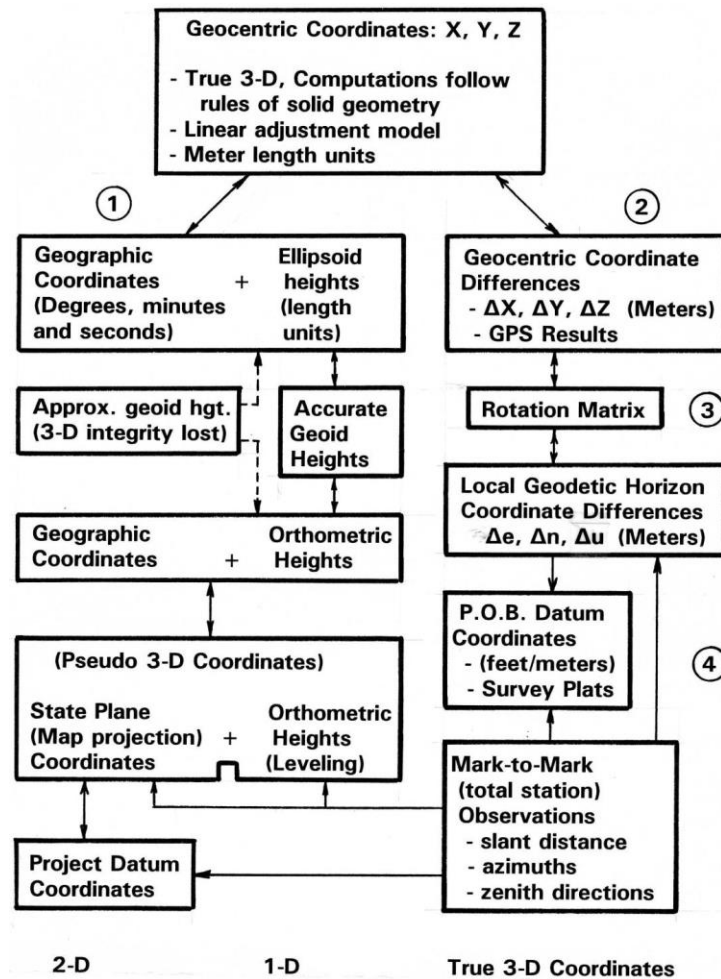 Geocentric Coordinates: X, Y, Z
- True 3-D, Computations follow
rules of solid geometry
- Linear adjustment model
- Meter length units
1
2
Geographic
Coordinates
(Degrees, minutes
and seconds)
+
Ellipsoid
heights
(length
units)
Geocentric Coordinate
Differences
- ΔX, ΔY, ΔZ (Meters)
- GPS Results
Approx. geoid hgt.
(3-D integrity lost)
Accurate
Geoid
Heights
Rotation Matrix
3
Local Geodetic Horizon
Coordinate Differences
Δe, Δn, Δu (Meters)
Geographic
Coordinates
+
Orthometric
Heights
P.O.B. Datum
Coordinates
- (feet/meters)
- Survey Plats
4
(Pseudo 3-D Coordinates)
State Plane
(Map projection)
Coordinates
+
Orthometric
Heights
(Leveling)
Mark-to-Mark
(total station)
Observations
- slant distance
- azimuths
- zenith directions
Project Datum
Coordinates
2-D
1-D
True 3-D Coordinates